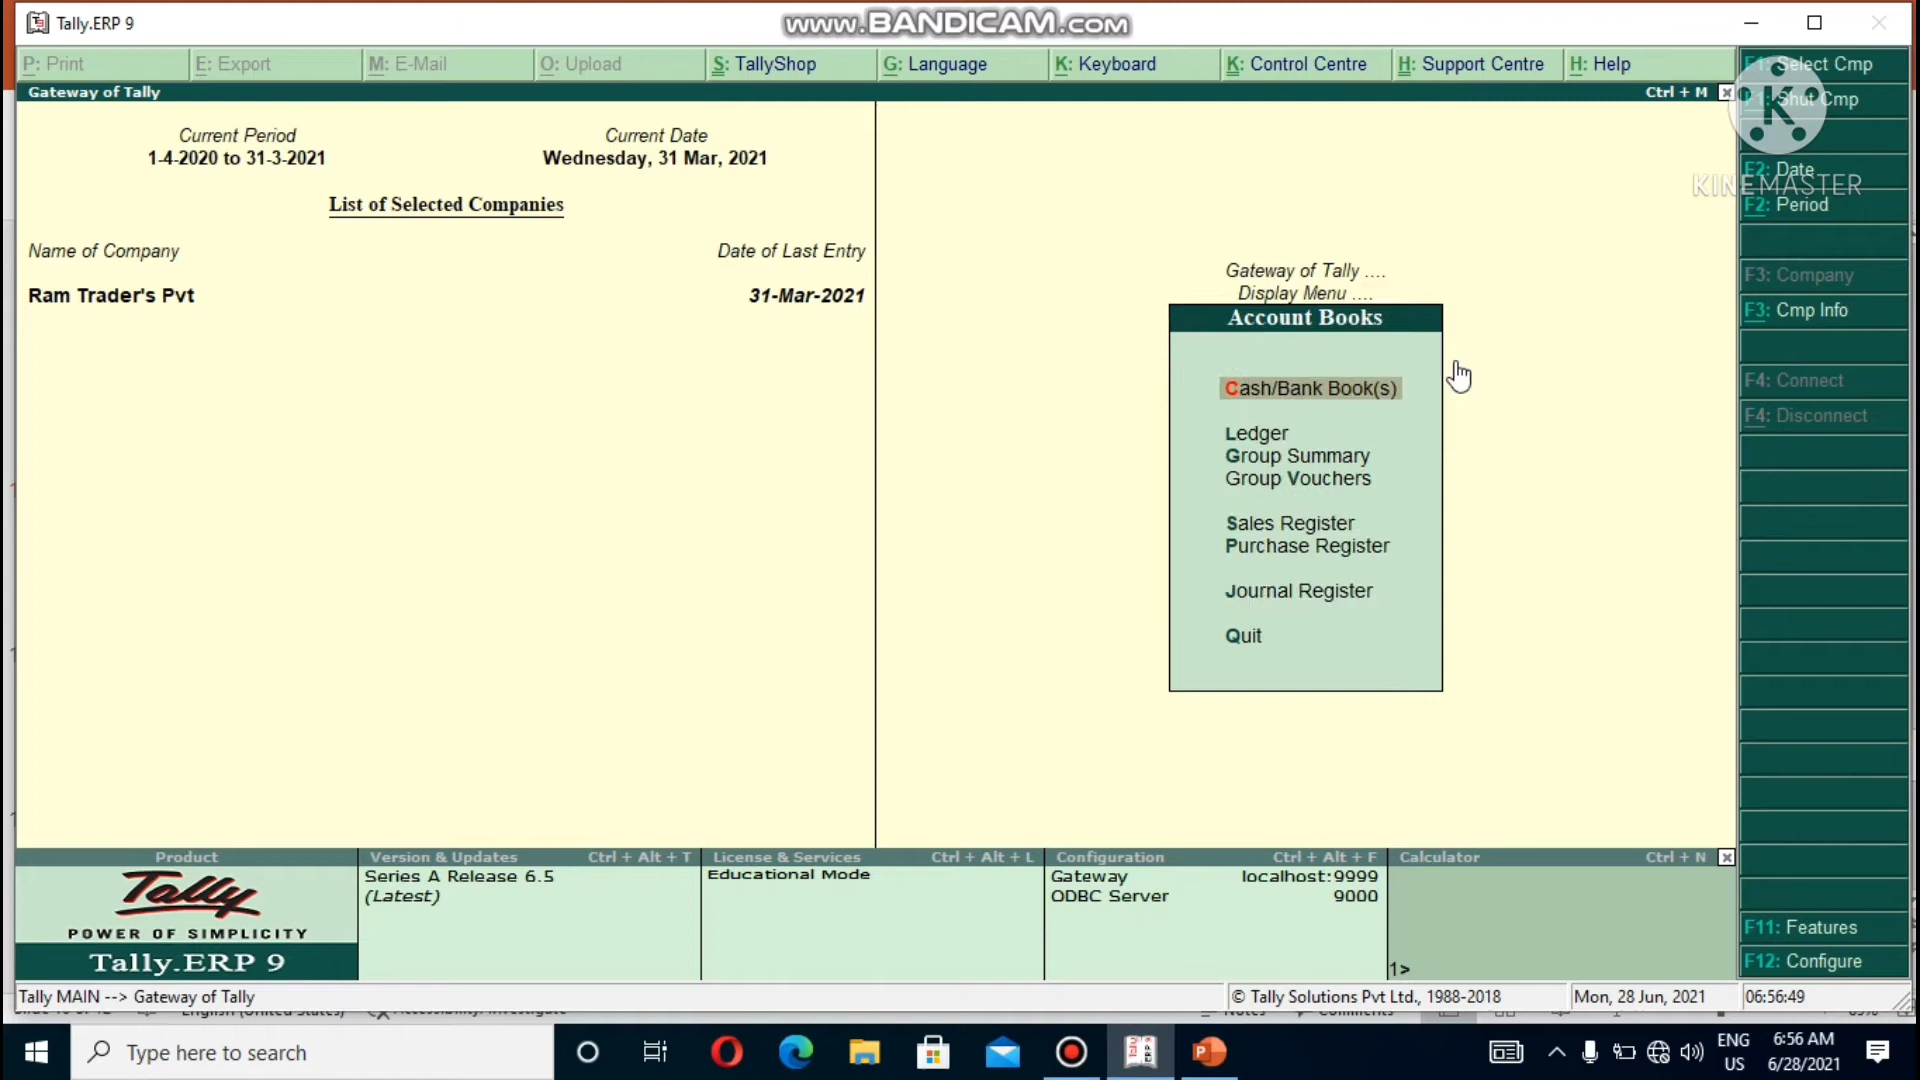 Tally.ERP 9
www.BANDICAM.com
P: Print
E: Export
M: E-Mail
O: Upload
S: TallyShop
G: Language
K: Keyboard
K: Control Centre
H: Support Centre
H: Help
F1: Select Cmp
Gateway of Tally
Ctrl + M
F1: Shut Cmp
K
Current Period
Current Date
1-4-2020 to 31-3-2021
Wednesday, 31 Mar, 2021
F2: Date
KINEMASTER
F2: Period
List of Selected Companies
Name of Company
Date of Last Entry
Ram Trader's Pvt
31-Mar-2021
Gateway of Tally ....
Display Menu ....
Account Books
Cash/Bank Book(s)
Ledger
Group Summary
Group Vouchers
Sales Register
Purchase Register
Journal Register
Quit
F3: Company
F3: Cmp Info
F4: Connect
F4: Disconnect
F11: Features
F12: Configure
Product
Tally
POWER OF SIMPLICITY
Tally.ERP 9
Version & Updates Ctrl + Alt + T
Series A Release 6.5
(Latest)
License & Services Ctrl + Alt + L
Educational Mode
Configuration Ctrl + Alt + F
Gateway localhost:9999
ODBC Server 9000
Calculator Ctrl + N
1>
Tally MAIN --> Gateway of Tally
© Tally Solutions Pvt Ltd., 1988-2018
Mon, 28 Jun, 2021
06:56:49
Type here to search
ENG
US
6:56 AM
6/28/2021